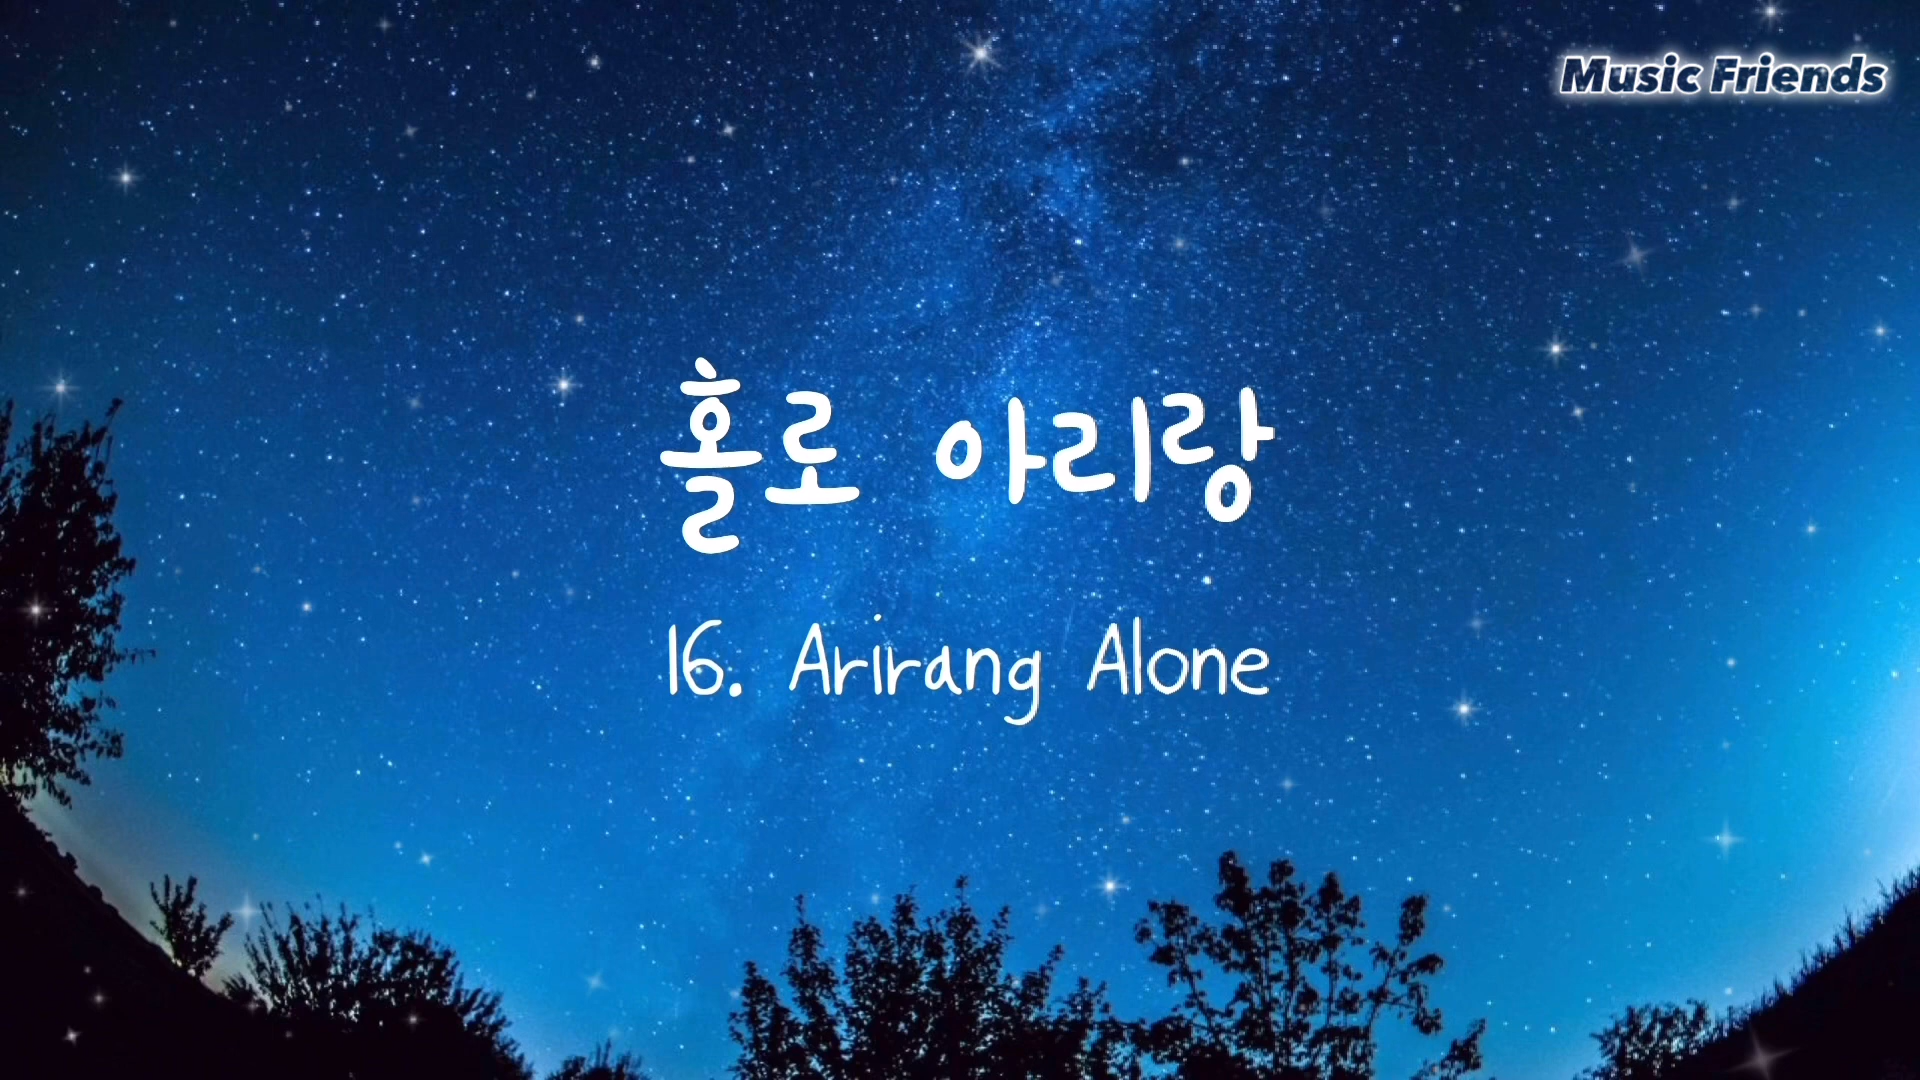 Music Friends
홀로 아리랑
16. Arirang Alone